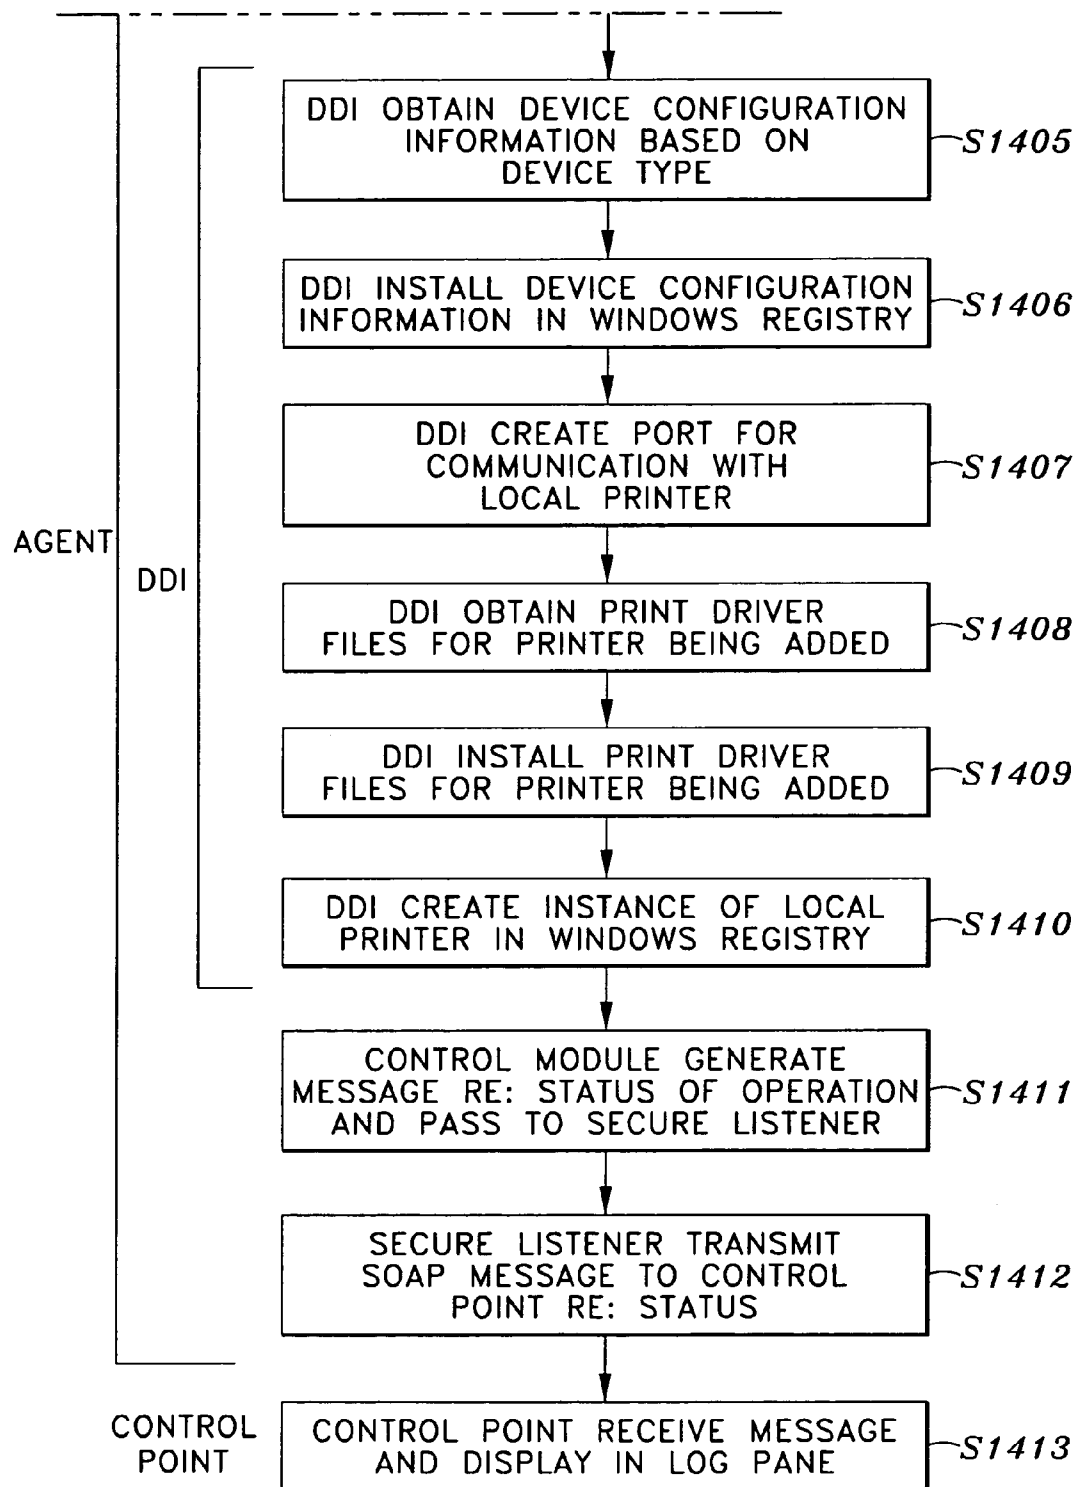 DDI OBTAIN DEVICE CONFIGURATION
INFORMATION BASED ON
DEVICE TYPE
S1405
DDI INSTALL DEVICE CONFIGURATION
INFORMATION IN WINDOWS REGISTRY
S1406
DDI CREATE PORT FOR
COMMUNICATION WITH
LOCAL PRINTER
S1407
AGENT
DDI
DDI OBTAIN PRINT DRIVER
FILES FOR PRINTER BEING ADDED
S1408
DDI INSTALL PRINT DRIVER
FILES FOR PRINTER BEING ADDED
S1409
DDI CREATE INSTANCE OF LOCAL
PRINTER IN WINDOWS REGISTRY
S1410
CONTROL MODULE GENERATE
MESSAGE RE: STATUS OF OPERATION
AND PASS TO SECURE LISTENER
S1411
SECURE LISTENER TRANSMIT
SOAP MESSAGE TO CONTROL
POINT RE: STATUS
S1412
CONTROL
POINT
CONTROL POINT RECEIVE MESSAGE
AND DISPLAY IN LOG PANE
S1413